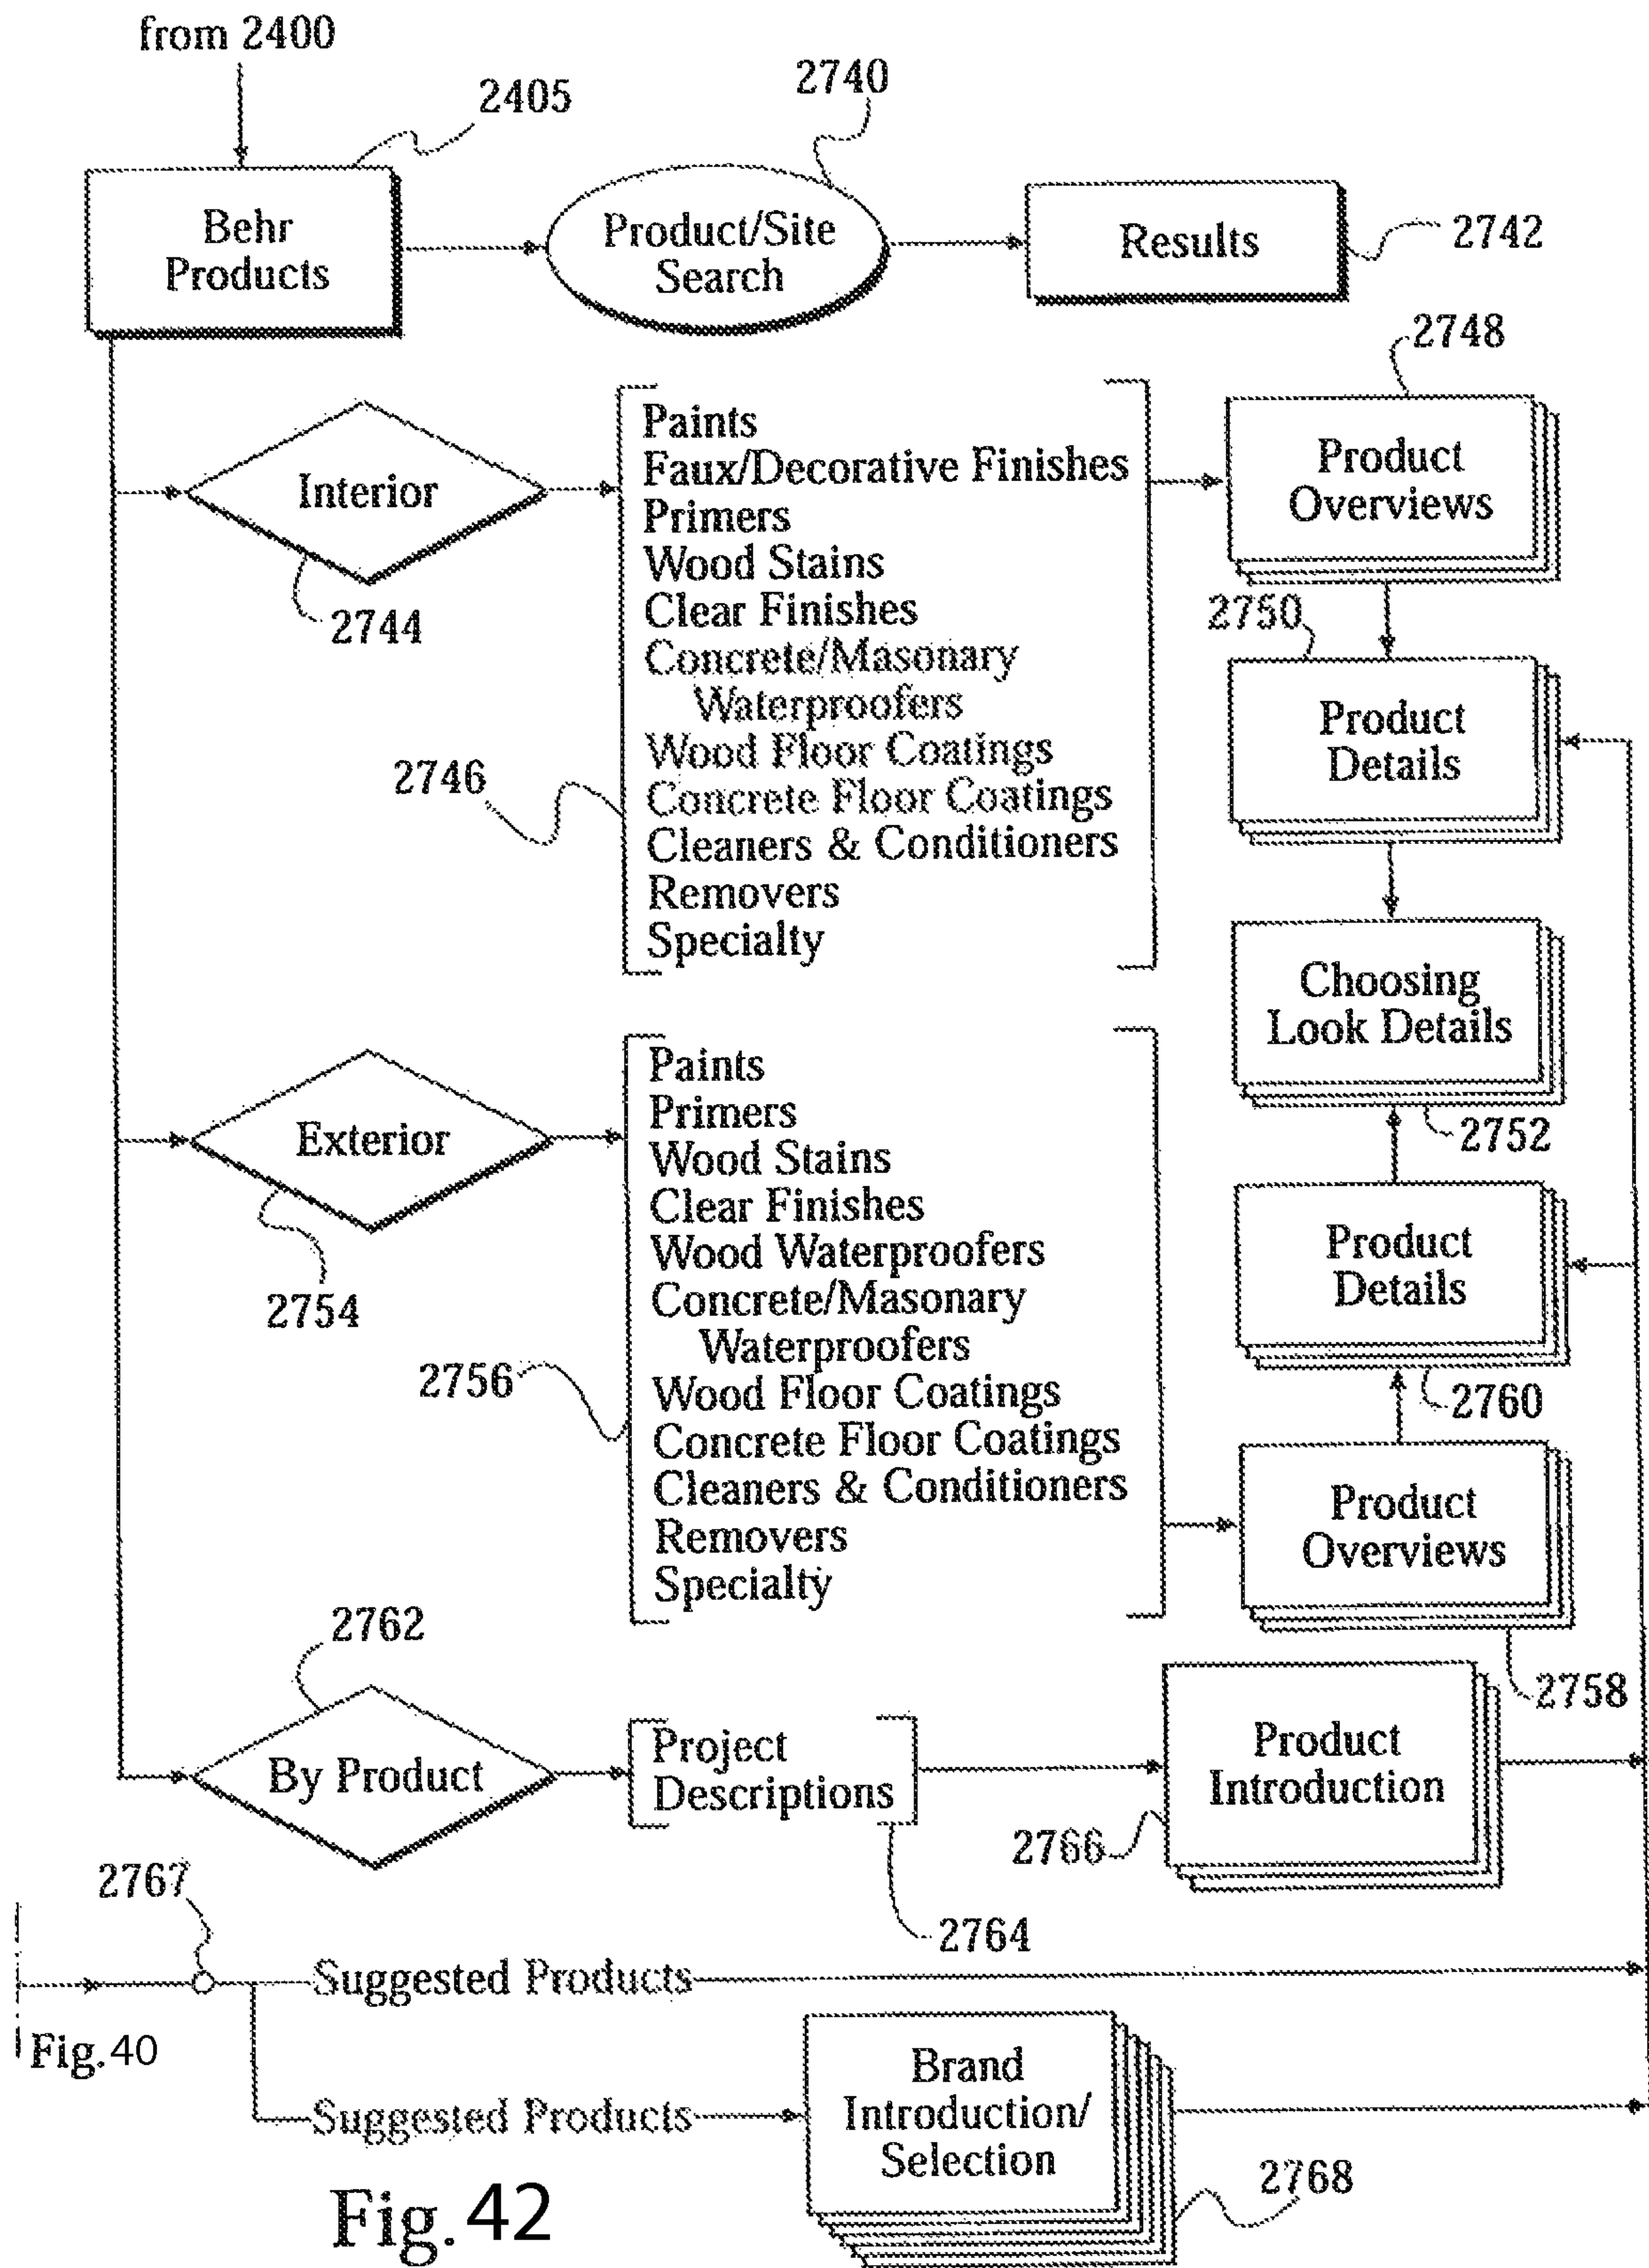 from 2400
2405
2740
Behr
Products
Product/Site
Search
Results
2742
2748
Interior
2744
Paints
Faux/Decorative Finishes
Primers
Wood Stains
Clear Finishes
Concrete/Masonary
Waterproofers
Wood Floor Coatings
Concrete Floor Coatings
Cleaners & Conditioners
Removers
Specialty
2746
Product
Overviews
2750
Product
Details
Choosing
Look Details
2752
Exterior
2754
Paints
Primers
Wood Stains
Clear Finishes
Wood Waterproofers
Concrete/Masonary
Waterproofers
Wood Floor Coatings
Concrete Floor Coatings
Cleaners & Conditioners
Removers
Specialty
2756
Product
Details
2760
Product
Overviews
2758
2762
By Product
Project
Descriptions
2764
Product
Introduction
2766
2767
Suggested Products
Fig.40
Suggested Products
Brand
Introduction/
Selection
2768
Fig.42